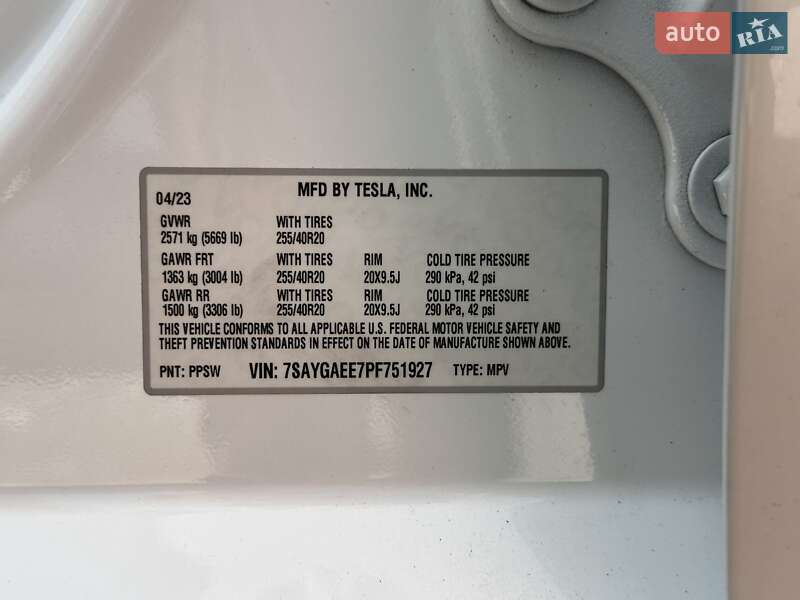 auto RIA
.com
04/23 MFD BY TESLA, INC.
GVWR WITH TIRES
2571 kg (5669 lb) 255/40R20
GAWR FRT WITH TIRES RIM COLD TIRE PRESSURE
1363 kg (3004 lb) 255/40R20 20X9.5J 290 kPa, 42 psi
GAWR RR WITH TIRES RIM COLD TIRE PRESSURE
1500 kg (3306 lb) 255/40R20 20X9.5J 290 kPa, 42 psi
THIS VEHICLE CONFORMS TO ALL APPLICABLE U.S. FEDERAL MOTOR VEHICLE SAFETY AND
THEFT PREVENTION STANDARDS IN EFFECT ON THE DATE OF MANUFACTURE SHOWN ABOVE.
PNT: PPSW VIN: 7SAYGAEE7PF751927 TYPE: MPV